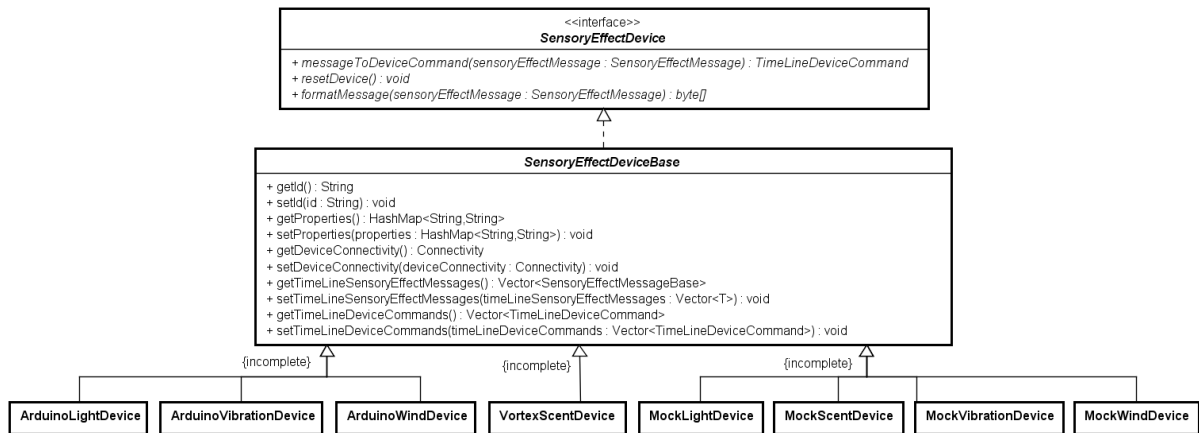 <<interface>>
SensoryEffectDevice
+ messageToDeviceCommand(sensoryEffectMessage : SensoryEffectMessage) : TimeLineDeviceCommand
+ resetDevice() : void
+ formatMessage(sensoryEffectMessage : SensoryEffectMessage) : byte[]
SensoryEffectDeviceBase
+ getId() : String
+ setId(id : String) : void
+ getProperties() : HashMap<String,String>
+ setProperties(properties : HashMap<String,String>) : void
+ getDeviceConnectivity() : Connectivity
+ setDeviceConnectivity(deviceConnectivity : Connectivity) : void
+ getTimeLineSensoryEffectMessages() : Vector<SensoryEffectMessageBase>
+ setTimeLineSensoryEffectMessages(timeLineSensoryEffectMessages : Vector<T>) : void
+ getTimeLineDeviceCommands() : Vector<TimeLineDeviceCommand>
+ setTimeLineDeviceCommands(timeLineDeviceCommands : Vector<TimeLineDeviceCommand>) : void
{incomplete}
{incomplete}
{incomplete}
ArduinoLightDevice
ArduinoVibrationDevice
ArduinoWindDevice
VortexScentDevice
MockLightDevice
MockScentDevice
MockVibrationDevice
MockWindDevice